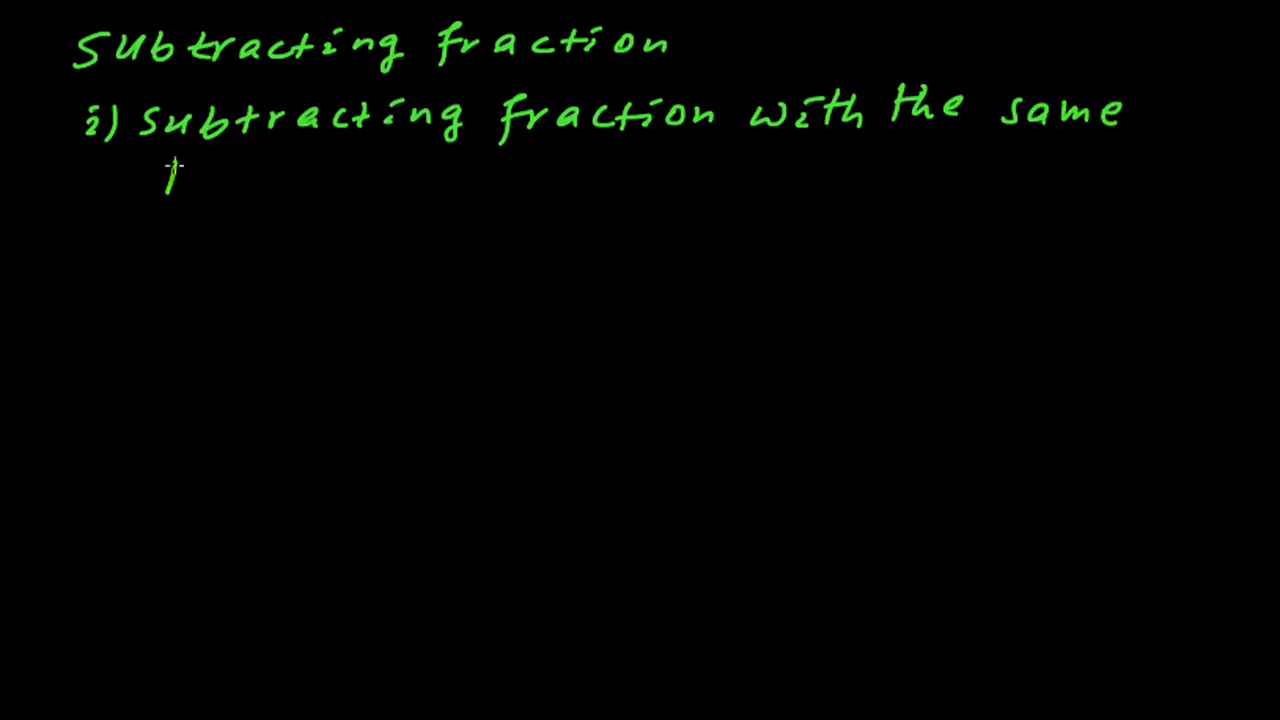 Subtracting fraction
i) subtracting fraction with the same